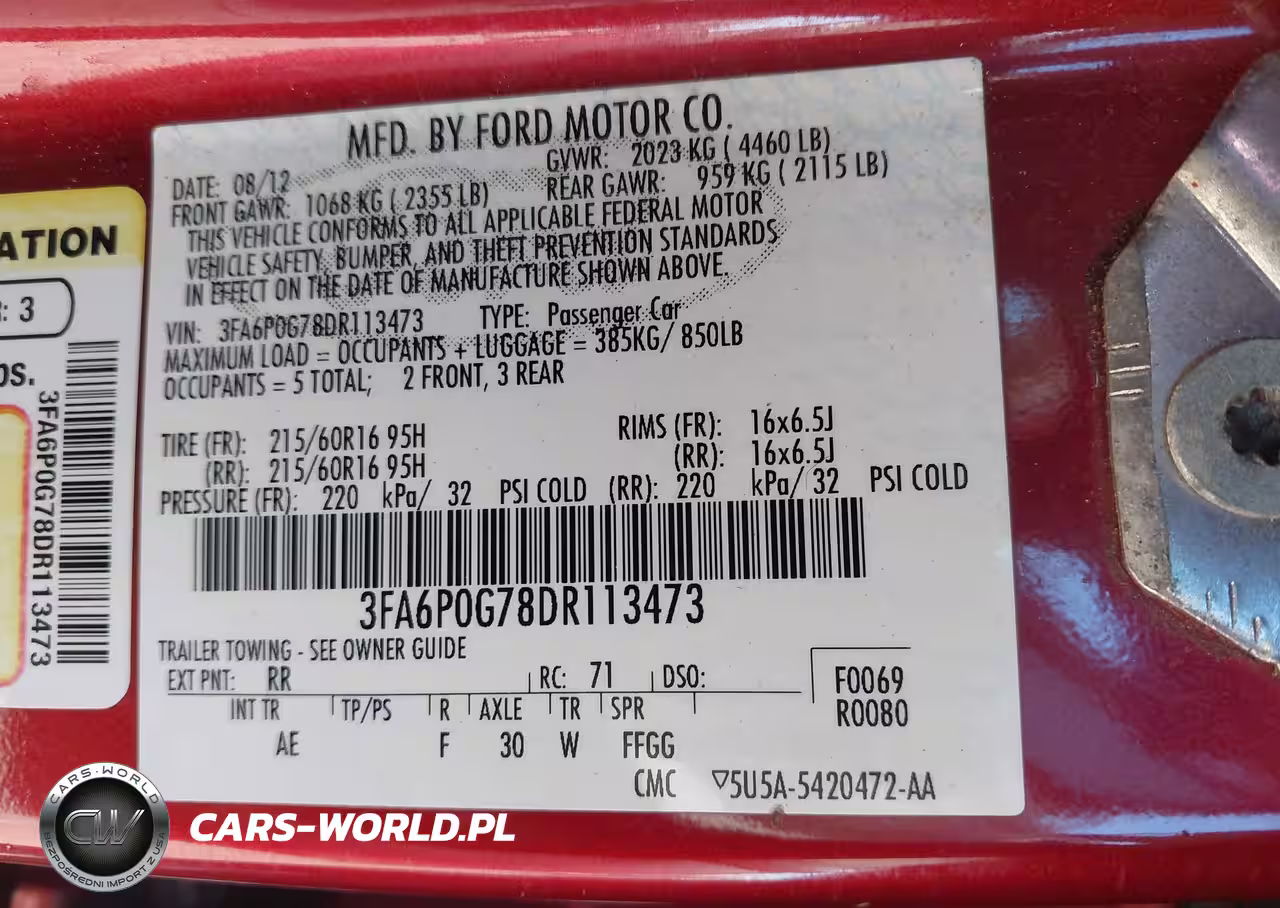 ATION
: 3
OS.
3FA6P0G78DR113473
MFD. BY FORD MOTOR CO.
DATE: 08/12 GVWR: 2023 KG ( 4460 LB)
FRONT GAWR: 1068 KG ( 2355 LB) REAR GAWR: 959 KG ( 2115 LB)
THIS VEHICLE CONFORMS TO ALL APPLICABLE FEDERAL MOTOR
VEHICLE SAFETY, BUMPER, AND THEFT PREVENTION STANDARDS
IN EFFECT ON THE DATE OF MANUFACTURE SHOWN ABOVE.
VIN: 3FA6P0G78DR113473 TYPE: Passenger Car
MAXIMUM LOAD = OCCUPANTS + LUGGAGE = 385KG/ 850LB
OCCUPANTS = 5 TOTAL; 2 FRONT, 3 REAR
TIRE (FR): 215/60R16 95H RIMS (FR): 16x6.5J
(RR): 215/60R16 95H (RR): 16x6.5J
PRESSURE (FR): 220 kPa/ 32 PSI COLD (RR): 220 kPa/ 32 PSI COLD
3FA6P0G78DR113473
TRAILER TOWING - SEE OWNER GUIDE
EXT PNT: RR RC: 71 DSO: F0069
INT TR TP/PS R AXLE TR SPR R0080
AE F 30 W FFGG
CMC ▽5U5A-5420472-AA
CARS-WORLD
CW
BEZPOŚREDNI IMPORT Z USA
CARS-WORLD.PL